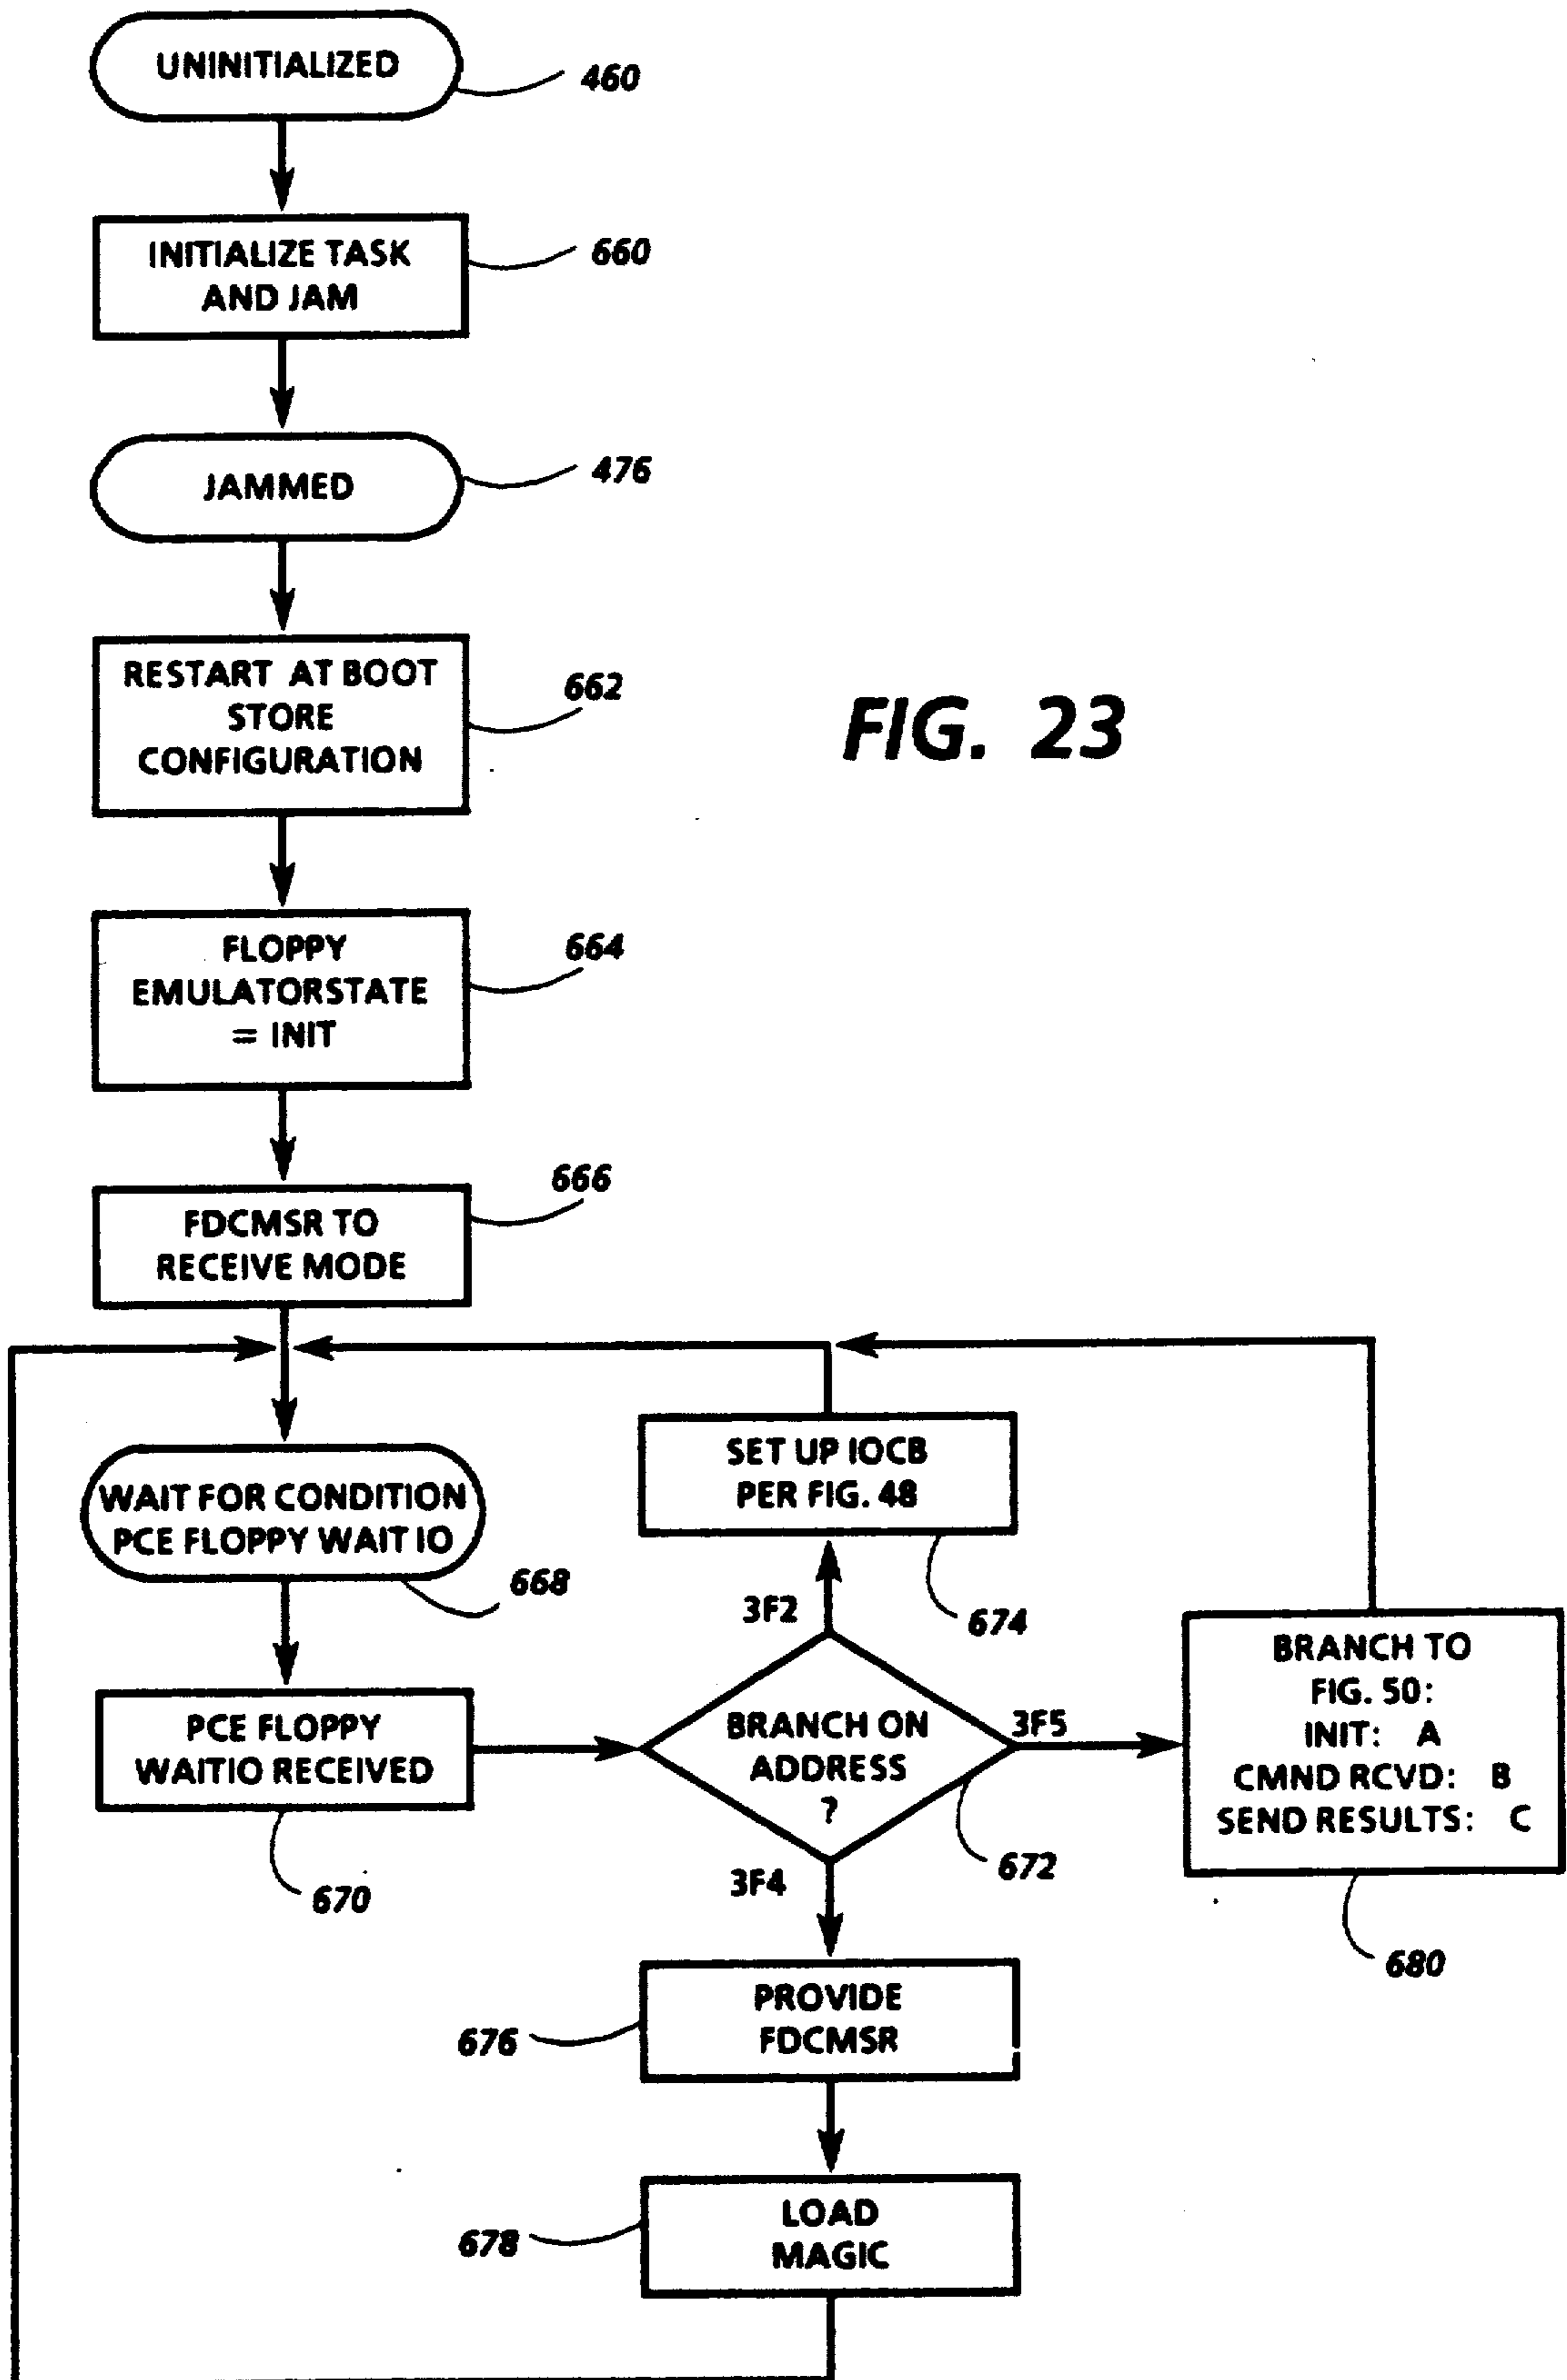 UNINITIALIZED
460
INITIALIZE TASK
AND JAM
660
JAMMED
476
RESTART AT BOOT
STORE
CONFIGURATION
662
FIG. 23
FLOPPY
EMULATORSTATE
= INIT
664
FDCMSR TO
RECEIVE MODE
666
WAIT FOR CONDITION
PCE FLOPPY WAIT IO
668
SET UP IOCB
PER FIG. 48
674
3F2
PCE FLOPPY
WAITIO RECEIVED
670
BRANCH ON
ADDRESS
?
672
3F5
BRANCH TO
FIG. 50:
INIT: A
CMND RCVD: B
SEND RESULTS: C
680
3F4
PROVIDE
FDCMSR
676
LOAD
MAGIC
678